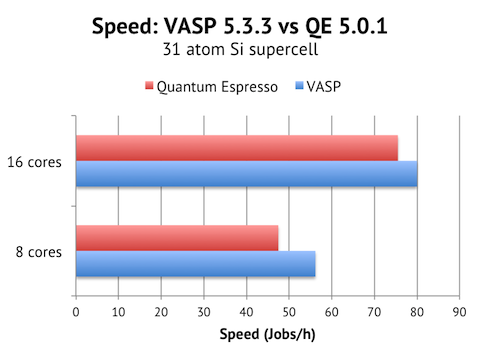 Speed: VASP 5.3.3 vs QE 5.0.1
31 atom Si supercell
Quantum Espresso VASP
16 cores
8 cores
0 10 20 30 40 50 60 70 80 90
Speed (Jobs/h)